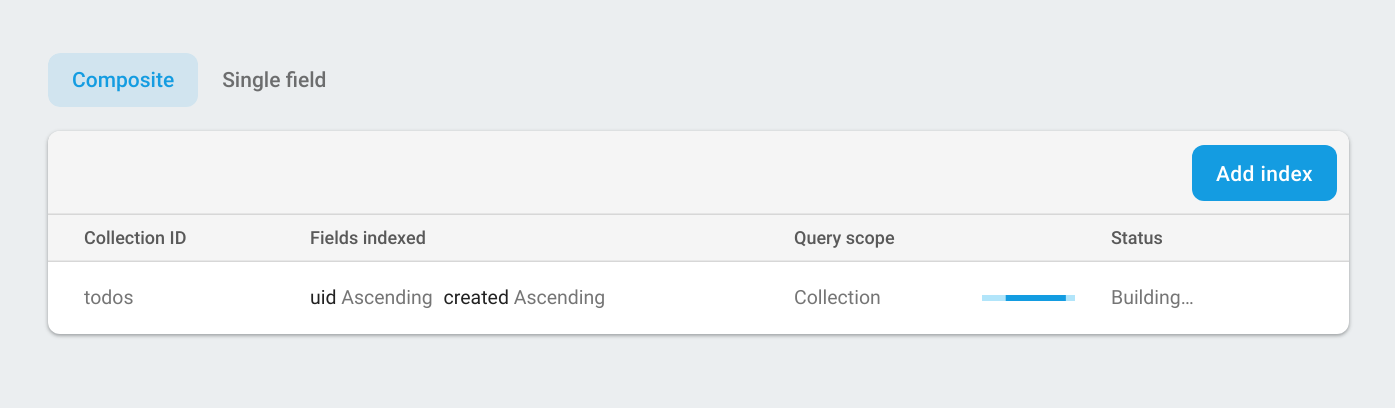 Composite Single field
Add index
Collection ID Fields indexed Query scope Status
todos uid Ascending created Ascending Collection Building...